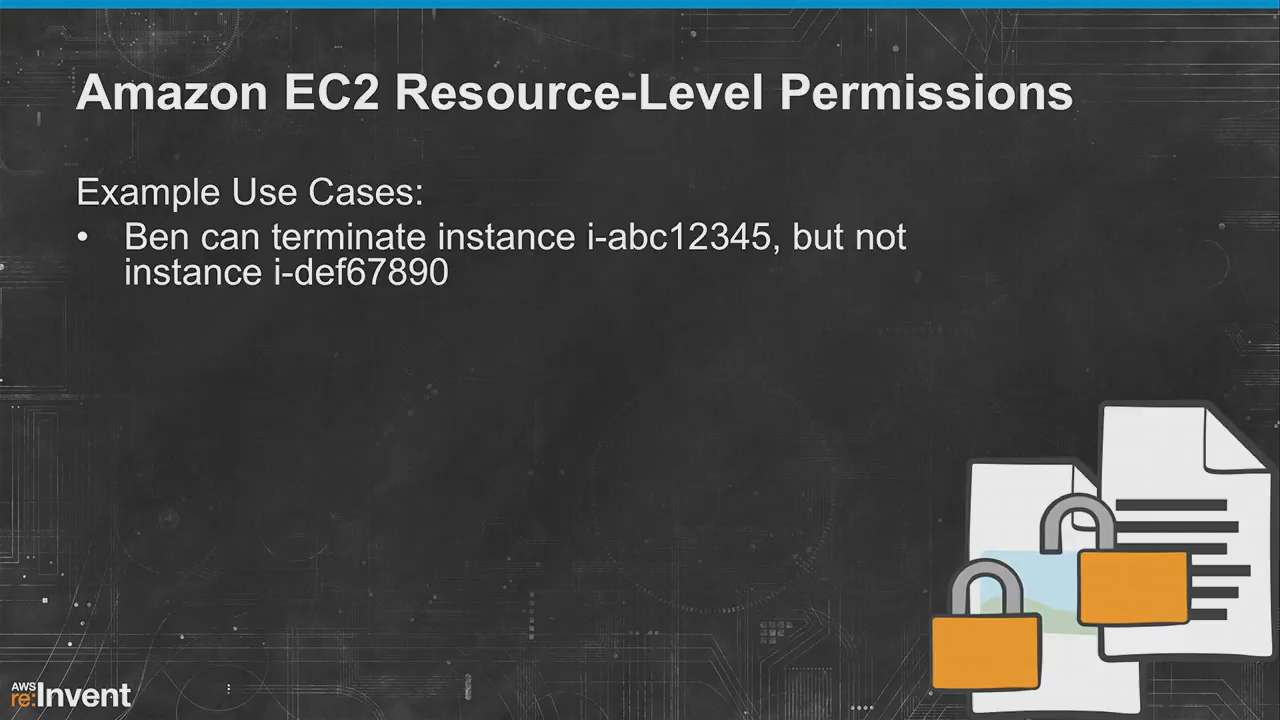 Amazon EC2 Resource-Level Permissions
Example Use Cases:
• Ben can terminate instance i-abc12345, but not
instance i-def67890
AWS
re:Invent